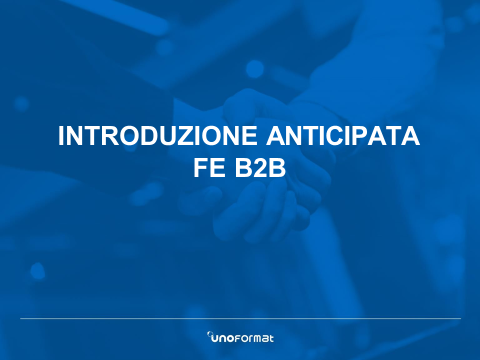 INTRODUZIONE ANTICIPATA
FE B2B
unoformat